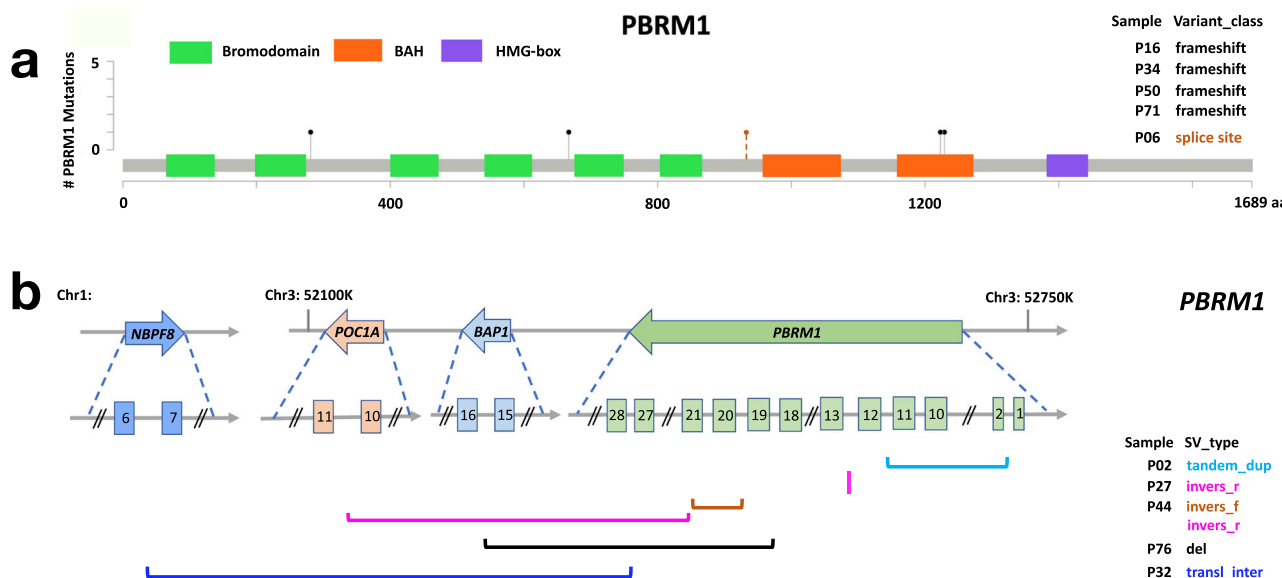 a
PBRM1
Bromodomain
BAH
HMG-box
Sample Variant_class
P16 frameshift
P34 frameshift
P50 frameshift
P71 frameshift
P06 splice site
# PBRM1 Mutations
5
0
0 400 800 1200 1689 aa
b
Chr1:
Chr3: 52100K
Chr3: 52750K
PBRM1
NBPF8
POC1A
BAP1
PBRM1
6 7 11 10 16 15 28 27 21 20 19 18 13 12 11 10 2 1
Sample SV_type
P02 tandem_dup
P27 invers_r
P44 invers_f
invers_r
P76 del
P32 transl_inter